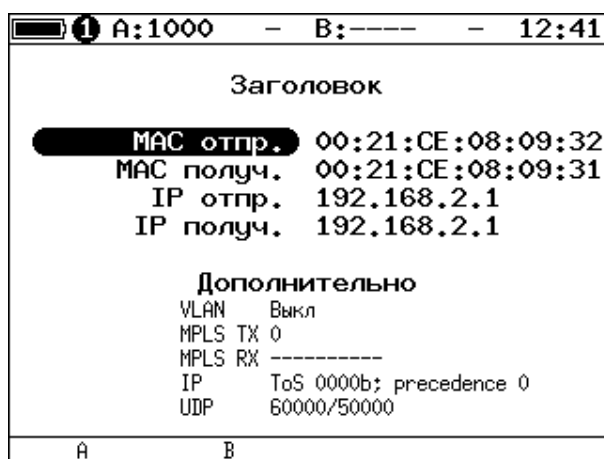 1 A:1000 – B:---- – 12:41
Заголовок
MAC отпр. 00:21:CE:08:09:32
MAC получ. 00:21:CE:08:09:31
IP отпр. 192.168.2.1
IP получ. 192.168.2.1
Дополнительно
VLAN Выкл
MPLS TX 0
MPLS RX ----------
IP ToS 0000b; precedence 0
UDP 60000/50000
A B